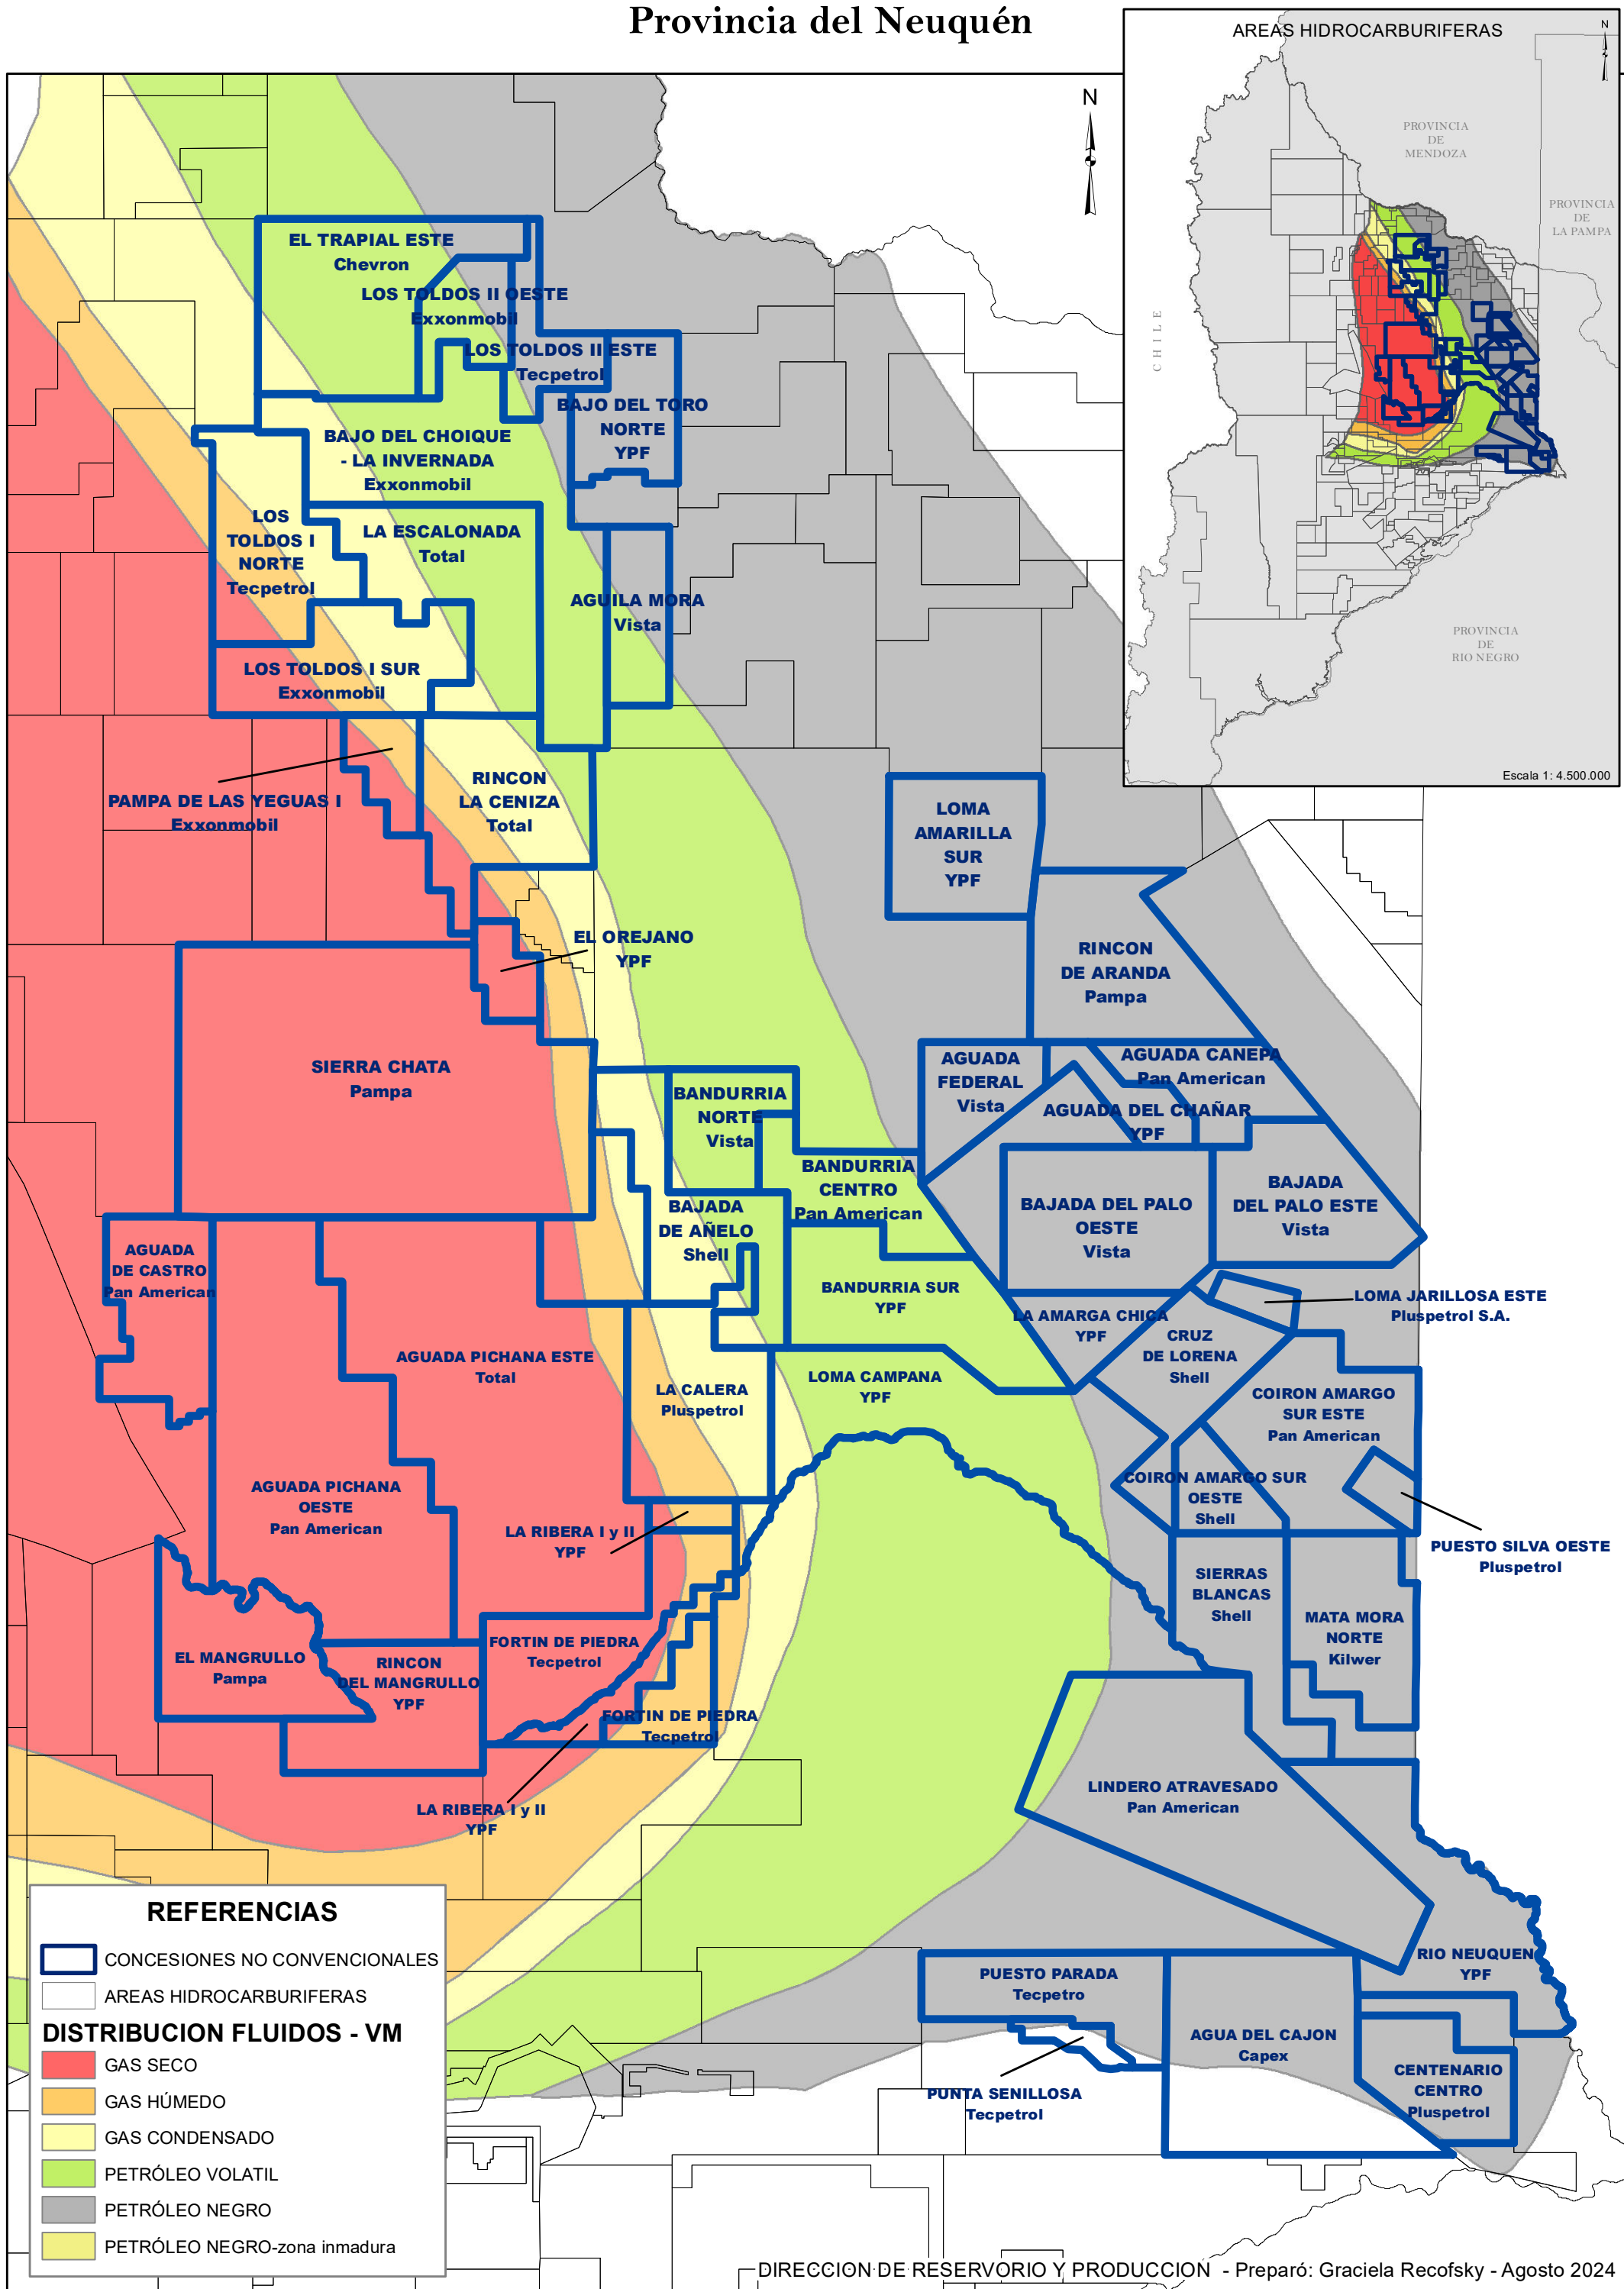 Provincia del Neuquén
AREAS HIDROCARBURIFERAS
N
PROVINCIA
DE
MENDOZA
PROVINCIA
DE
LA PAMPA
CHILE
PROVINCIA
DE
RIO NEGRO
Escala 1: 4.500.000
N
EL TRAPIAL ESTE
Chevron
LOS TOLDOS II OESTE
Exxonmobil
LOS TOLDOS II ESTE
Tecpetrol
BAJO DEL TORO
NORTE
YPF
BAJO DEL CHOIQUE
- LA INVERNADA
Exxonmobil
LOS
TOLDOS I
NORTE
Tecpetrol
LA ESCALONADA
Total
AGUILA MORA
Vista
LOS TOLDOS I SUR
Exxonmobil
PAMPA DE LAS YEGUAS I
Exxonmobil
RINCON
LA CENIZA
Total
LOMA
AMARILLA
SUR
YPF
EL OREJANO
YPF
RINCON
DE ARANDA
Pampa
SIERRA CHATA
Pampa
AGUADA
FEDERAL
Vista
AGUADA CANEPA
Pan American
AGUADA DEL CHAÑAR
YPF
BANDURRIA
NORTE
Vista
BANDURRIA
CENTRO
Pan American
BAJADA DEL PALO
OESTE
Vista
BAJADA
DEL PALO ESTE
Vista
BAJADA
DE AÑELO
Shell
AGUADA
DE CASTRO
Pan American
BANDURRIA SUR
YPF
LA AMARGA CHICA
YPF
LOMA JARILLOSA ESTE
Pluspetrol S.A.
CRUZ
DE LORENA
Shell
AGUADA PICHANA ESTE
Total
LA CALERA
Pluspetrol
LOMA CAMPANA
YPF
COIRON AMARGO
SUR ESTE
Pan American
COIRON AMARGO SUR
OESTE
Shell
AGUADA PICHANA
OESTE
Pan American
LA RIBERA I y II
YPF
PUESTO SILVA OESTE
Pluspetrol
SIERRAS
BLANCAS
Shell
MATA MORA
NORTE
Kilwer
EL MANGRULLO
Pampa
RINCON
DEL MANGRULLO
YPF
FORTIN DE PIEDRA
Tecpetrol
FORTIN DE PIEDRA
Tecpetrol
LA RIBERA I y II
YPF
LINDERO ATRAVESADO
Pan American
RIO NEUQUEN
YPF
PUESTO PARADA
Tecpetro
AGUA DEL CAJON
Capex
CENTENARIO
CENTRO
Pluspetrol
PUNTA SENILLOSA
Tecpetrol
REFERENCIAS
CONCESIONES NO CONVENCIONALES
AREAS HIDROCARBURIFERAS
DISTRIBUCION FLUIDOS - VM
GAS SECO
GAS HÚMEDO
GAS CONDENSADO
PETRÓLEO VOLATIL
PETRÓLEO NEGRO
PETRÓLEO NEGRO-zona inmadura
DIRECCION DE RESERVORIO Y PRODUCCION - Preparó: Graciela Recofsky - Agosto 2024